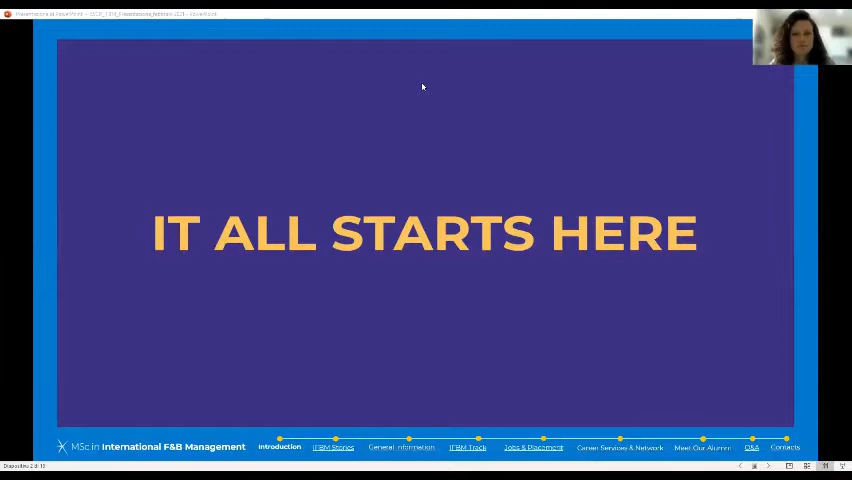 IT ALL STARTS HERE
MSc in International F&B Management
Introduction
IFBM Stories
General Information
IFBM Track
Jobs & Placement
Career Services & Network
Meet Our Alumni
Q&A
Contacts